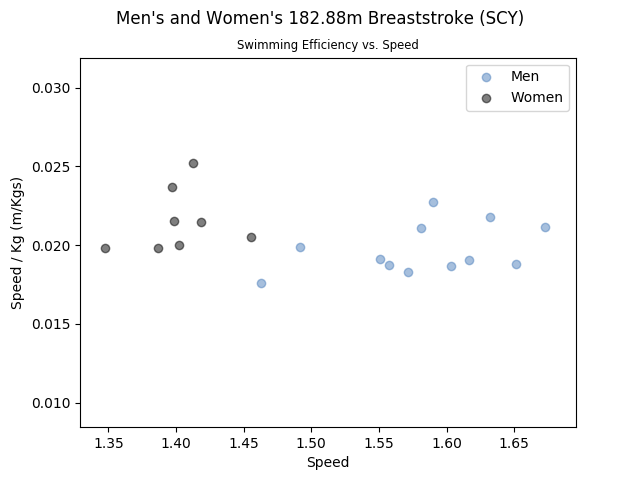 Men's and Women's 182.88m Breaststroke (SCY)
Swimming Efficiency vs. Speed
Men
Women
0.030
0.025
0.020
0.015
0.010
Speed / Kg (m/Kgs)
1.35 1.40 1.45 1.50 1.55 1.60 1.65
Speed